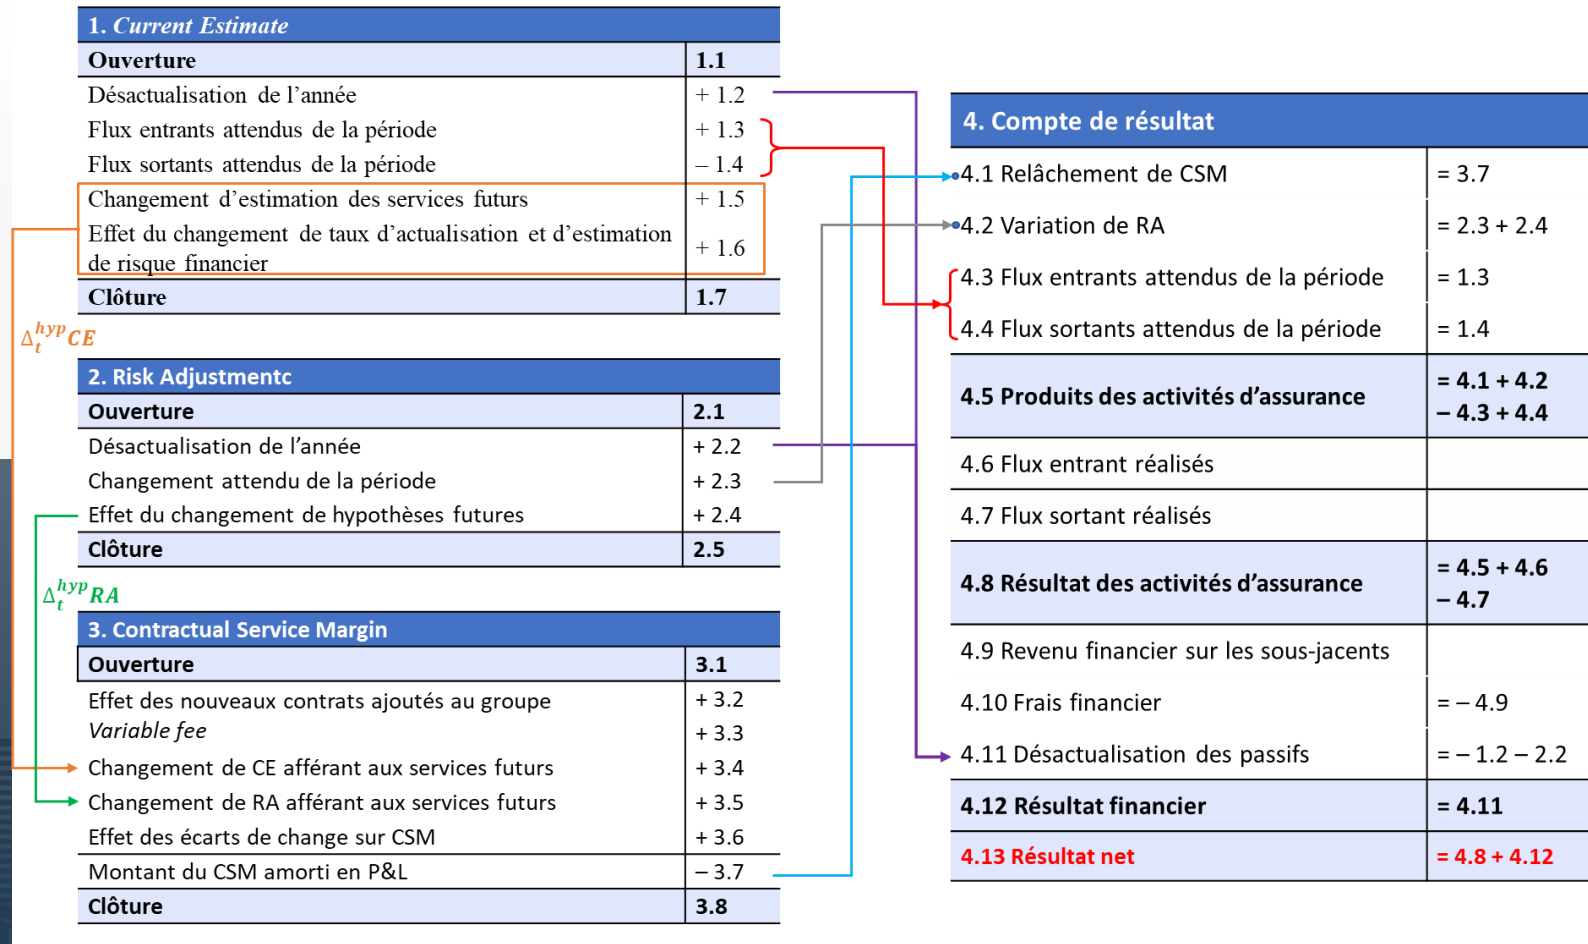 1. Current Estimate
Ouverture 1.1
Désactualisation de l’année + 1.2
Flux entrants attendus de la période + 1.3
Flux sortants attendus de la période – 1.4
Changement d’estimation des services futurs + 1.5
Effet du changement de taux d’actualisation et d’estimation
de risque financier + 1.6
Clôture 1.7
Δ_t^hyp CE
2. Risk Adjustmentc
Ouverture 2.1
Désactualisation de l’année + 2.2
Changement attendu de la période + 2.3
Effet du changement de hypothèses futures + 2.4
Clôture 2.5
Δ_t^hyp RA
3. Contractual Service Margin
Ouverture 3.1
Effet des nouveaux contrats ajoutés au groupe + 3.2
Variable fee + 3.3
Changement de CE afférant aux services futurs + 3.4
Changement de RA afférant aux services futurs + 3.5
Effet des écarts de change sur CSM + 3.6
Montant du CSM amorti en P&L – 3.7
Clôture 3.8
4. Compte de résultat
4.1 Relâchement de CSM = 3.7
4.2 Variation de RA = 2.3 + 2.4
4.3 Flux entrants attendus de la période = 1.3
4.4 Flux sortants attendus de la période = 1.4
4.5 Produits des activités d’assurance = 4.1 + 4.2
– 4.3 + 4.4
4.6 Flux entrant réalisés
4.7 Flux sortant réalisés
4.8 Résultat des activités d’assurance = 4.5 + 4.6
– 4.7
4.9 Revenu financier sur les sous-jacents
4.10 Frais financier = – 4.9
4.11 Désactualisation des passifs = – 1.2 – 2.2
4.12 Résultat financier = 4.11
4.13 Résultat net = 4.8 + 4.12